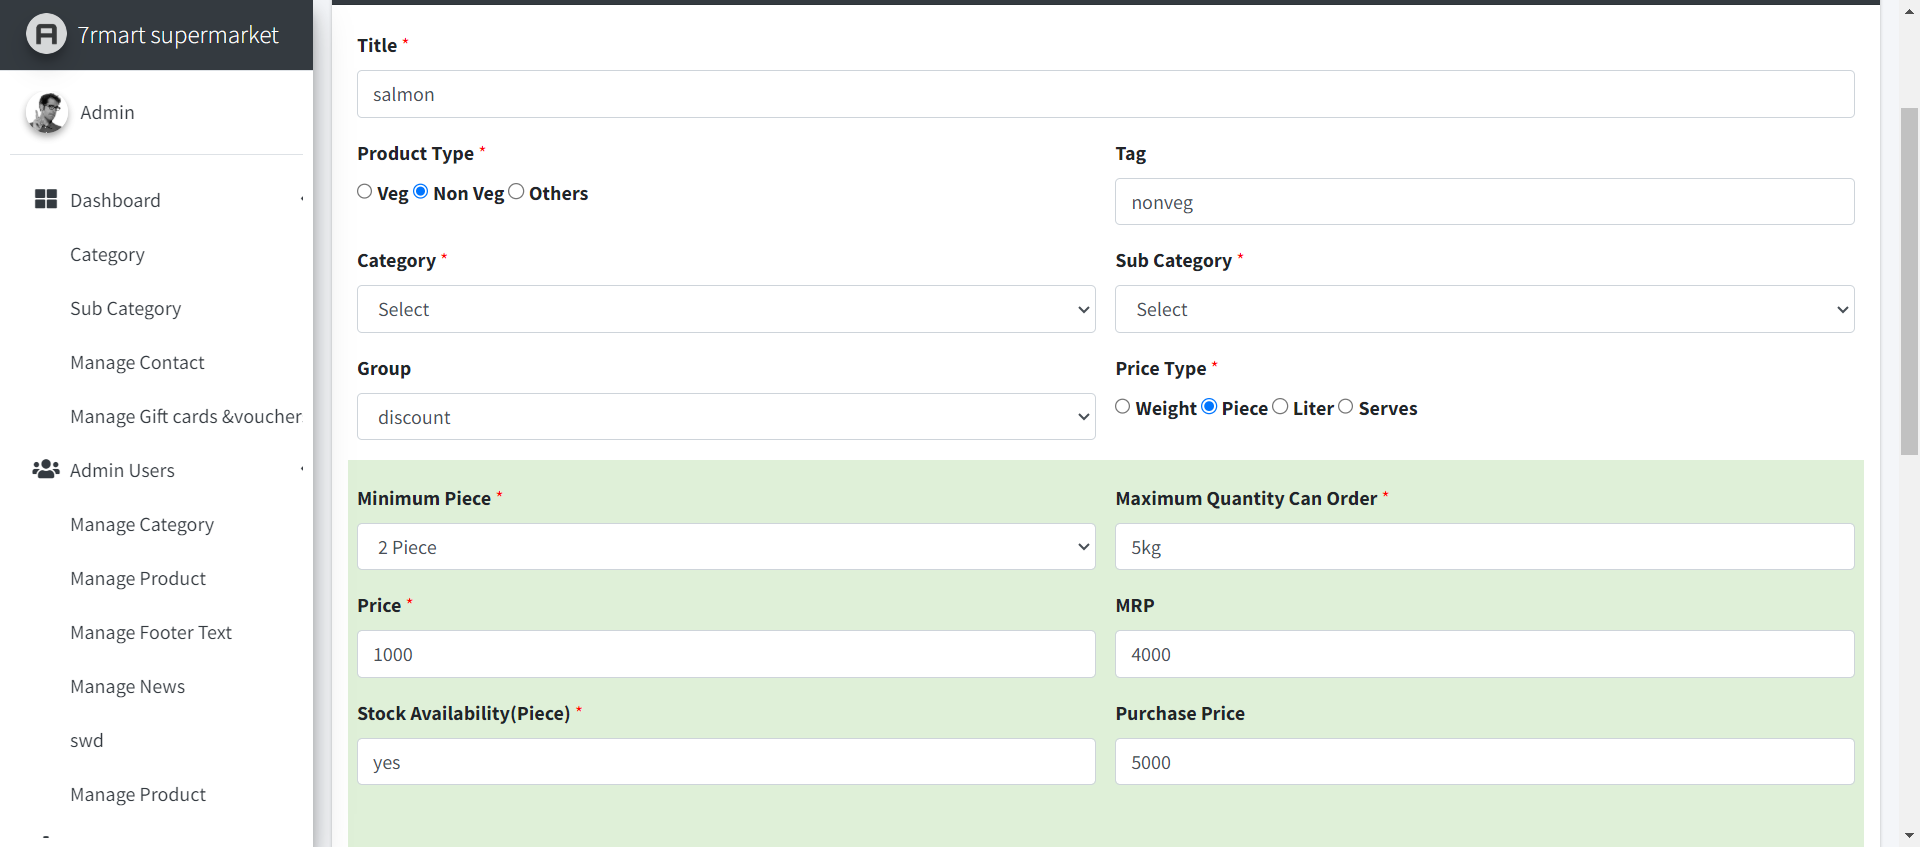 7rmart supermarket
Admin
Dashboard
Category
Sub Category
Manage Contact
Manage Gift cards &voucher
Admin Users
Manage Category
Manage Product
Manage Footer Text
Manage News
swd
Manage Product
Title *
salmon
Product Type *
Veg Non Veg Others
Tag
nonveg
Category *
Select
Sub Category *
Select
Group
discount
Price Type *
Weight Piece Liter Serves
Minimum Piece *
2 Piece
Maximum Quantity Can Order *
5kg
Price *
1000
MRP
4000
Stock Availability(Piece) *
yes
Purchase Price
5000